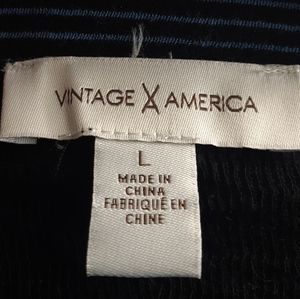 VINTAGE X AMERICA
L
MADE IN
CHINA
FABRIQUÉ EN
CHINE